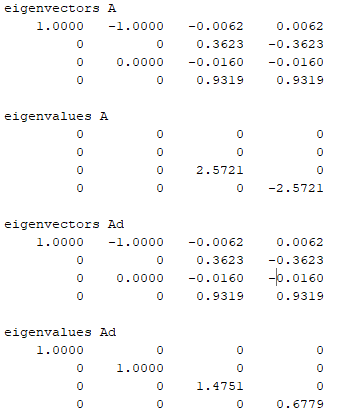 eigenvectors A
1.0000 -1.0000 -0.0062 0.0062
0 0 0.3623 -0.3623
0 0.0000 -0.0160 -0.0160
0 0 0.9319 0.9319
eigenvalues A
0 0 0 0
0 0 0 0
0 0 2.5721 0
0 0 0 -2.5721
eigenvectors Ad
1.0000 -1.0000 -0.0062 0.0062
0 0 0.3623 -0.3623
0 0.0000 -0.0160 -0.0160
0 0 0.9319 0.9319
eigenvalues Ad
1.0000 0 0 0
0 1.0000 0 0
0 0 1.4751 0
0 0 0 0.6779